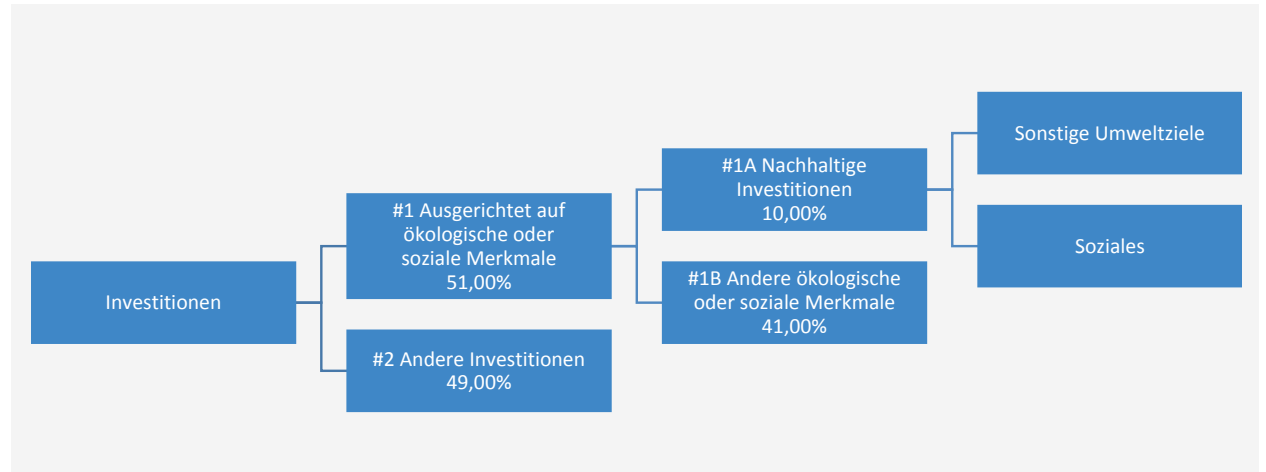 Investitionen
#1 Ausgerichtet auf
ökologische oder
soziale Merkmale
51,00%
#2 Andere Investitionen
49,00%
#1A Nachhaltige
Investitionen
10,00%
#1B Andere ökologische
oder soziale Merkmale
41,00%
Sonstige Umweltziele
Soziales